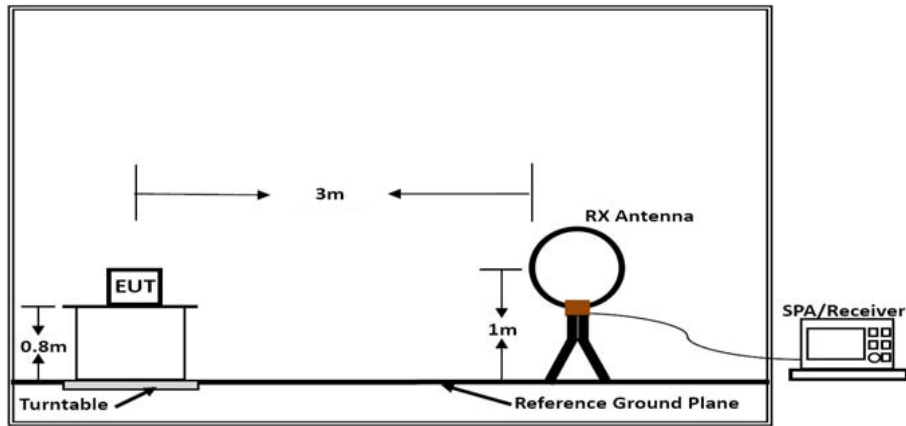 3m
RX Antenna
EUT
SPA/Receiver
0.8m
1m
Turntable
Reference Ground Plane